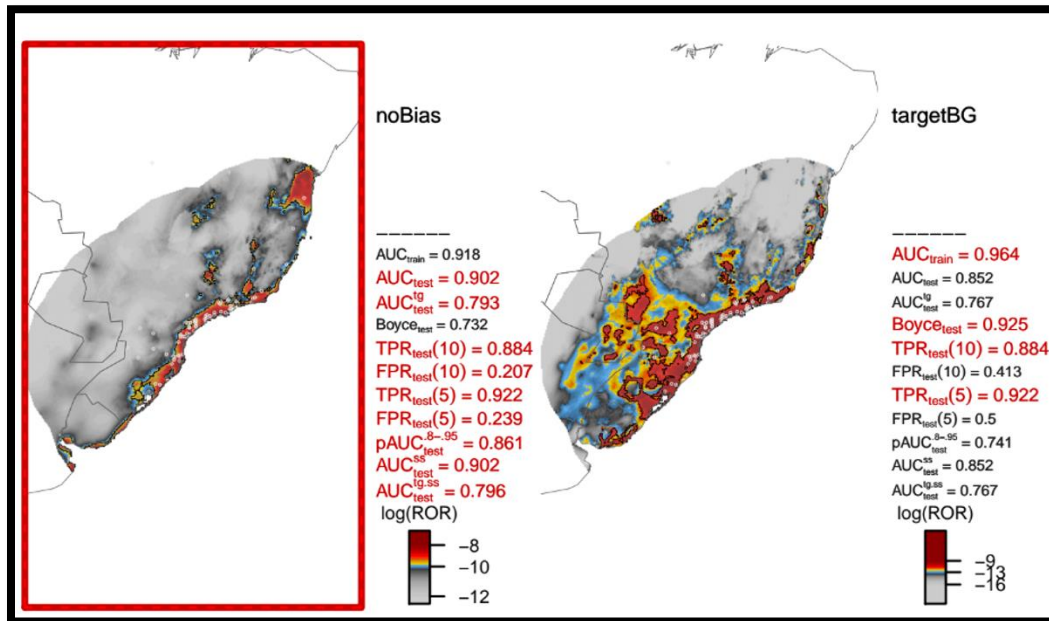 noBias
––––––
AUCtrain = 0.918
AUCtest = 0.902
AUCtgtest = 0.793
Boycetest = 0.732
TPRtest(10) = 0.884
FPRtest(10) = 0.207
TPRtest(5) = 0.922
FPRtest(5) = 0.239
pAUC.8–.95test = 0.861
AUCsstest = 0.902
AUCtg.sstest = 0.796
log(ROR)
−8
−10
−12
targetBG
––––––
AUCtrain = 0.964
AUCtest = 0.852
AUCtgtest = 0.767
Boycetest = 0.925
TPRtest(10) = 0.884
FPRtest(10) = 0.413
TPRtest(5) = 0.922
FPRtest(5) = 0.5
pAUC.8–.95test = 0.741
AUCsstest = 0.852
AUCtg.sstest = 0.767
log(ROR)
−9
−13
−16